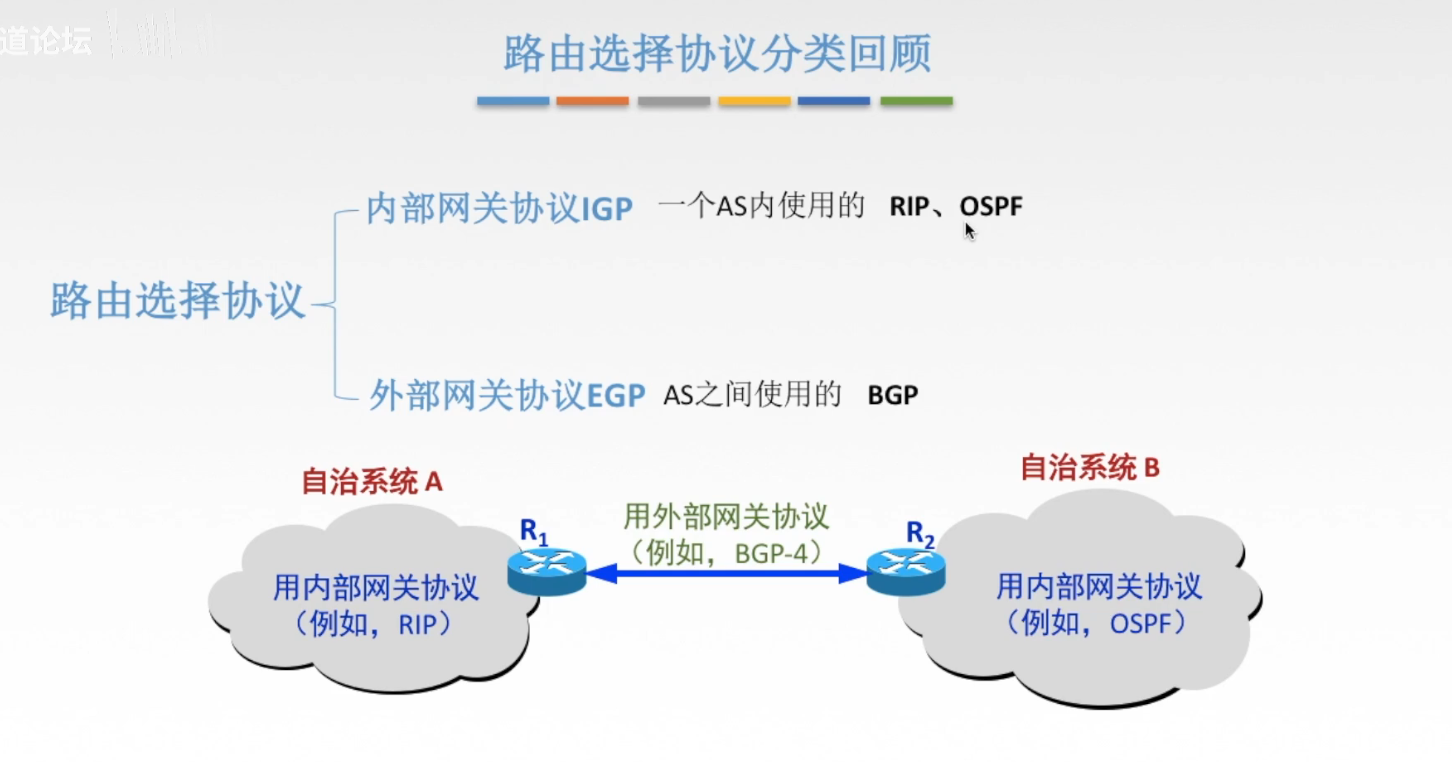 道论坛
路由选择协议分类回顾
内部网关协议IGP 一个AS内使用的 RIP、OSPF
路由选择协议
外部网关协议EGP AS之间使用的 BGP
自治系统 A
自治系统 B
用外部网关协议
（例如，BGP-4）
R1
R2
用内部网关协议
（例如，RIP）
用内部网关协议
（例如，OSPF）